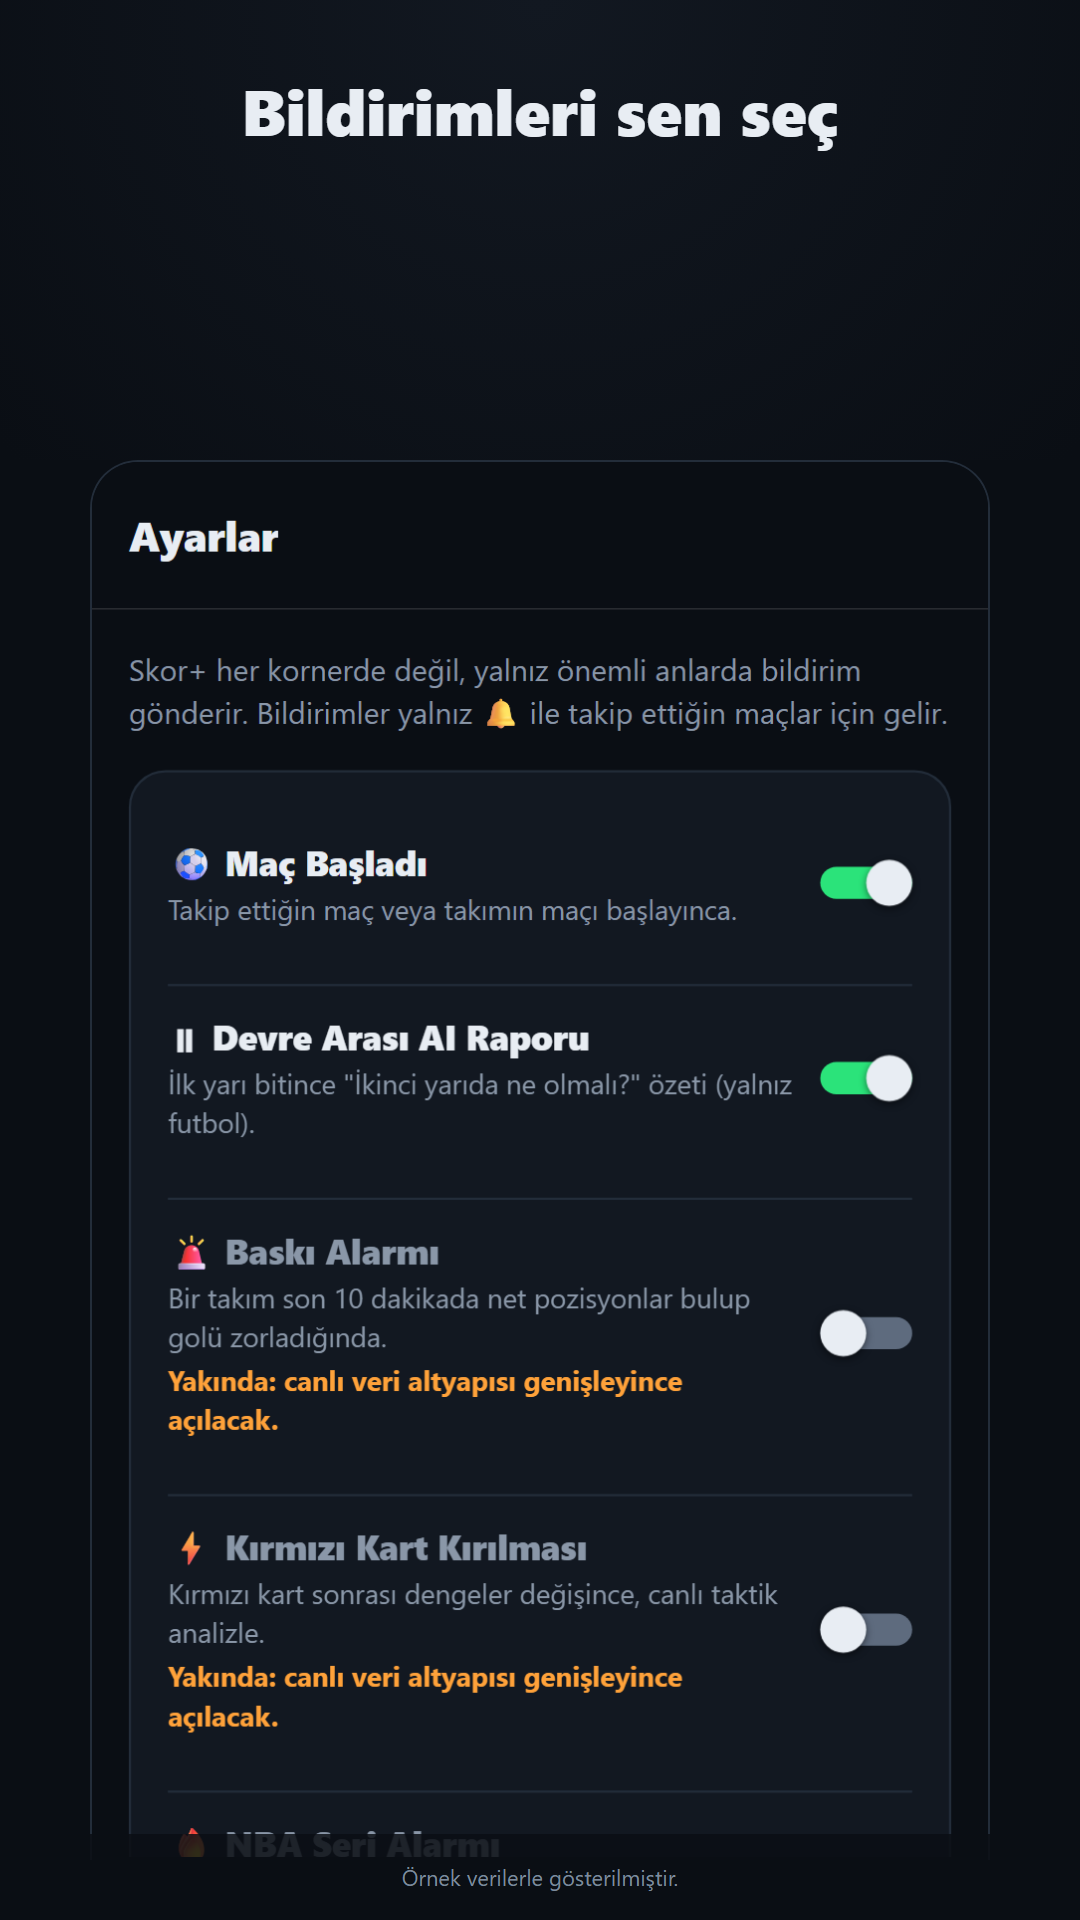 Bildirimleri sen seç
Ayarlar
Skor+ her kornerde değil, yalnız önemli anlarda bildirim
gönderir. Bildirimler yalnız 🔔 ile takip ettiğin maçlar için gelir.
⚽ Maç Başladı
Takip ettiğin maç veya takımın maçı başlayınca.
⏸ Devre Arası AI Raporu
İlk yarı bitince "İkinci yarıda ne olmalı?" özeti (yalnız
futbol).
🚨 Baskı Alarmı
Bir takım son 10 dakikada net pozisyonlar bulup
golü zorladığında.
Yakında: canlı veri altyapısı genişleyince
açılacak.
⚡ Kırmızı Kart Kırılması
Kırmızı kart sonrası dengeler değişince, canlı taktik
analizle.
Yakında: canlı veri altyapısı genişleyince
açılacak.
🔥 NBA Seri Alarmı
Örnek verilerle gösterilmiştir.